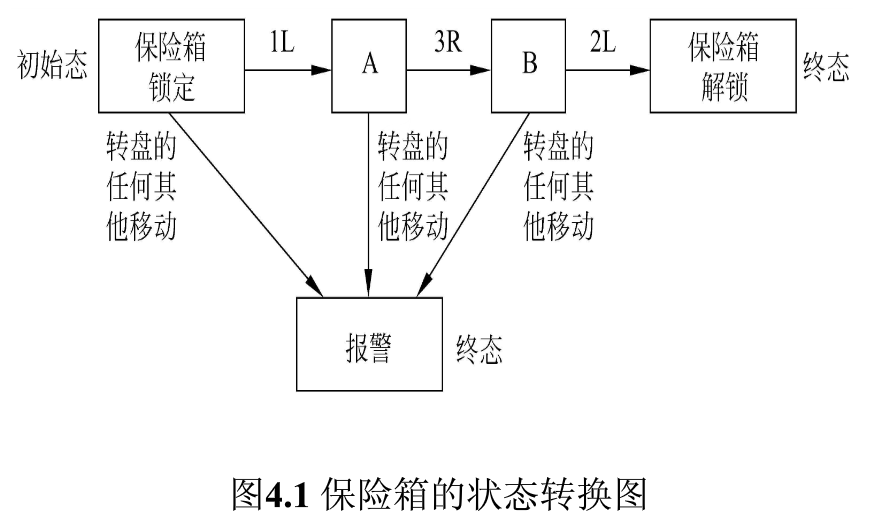 初始态
保险箱
锁定
1L
A
3R
B
2L
保险箱
解锁
终态
转盘的
任何其
他移动
转盘的
任何其
他移动
转盘的
任何其
他移动
报警
终态
图4.1 保险箱的状态转换图